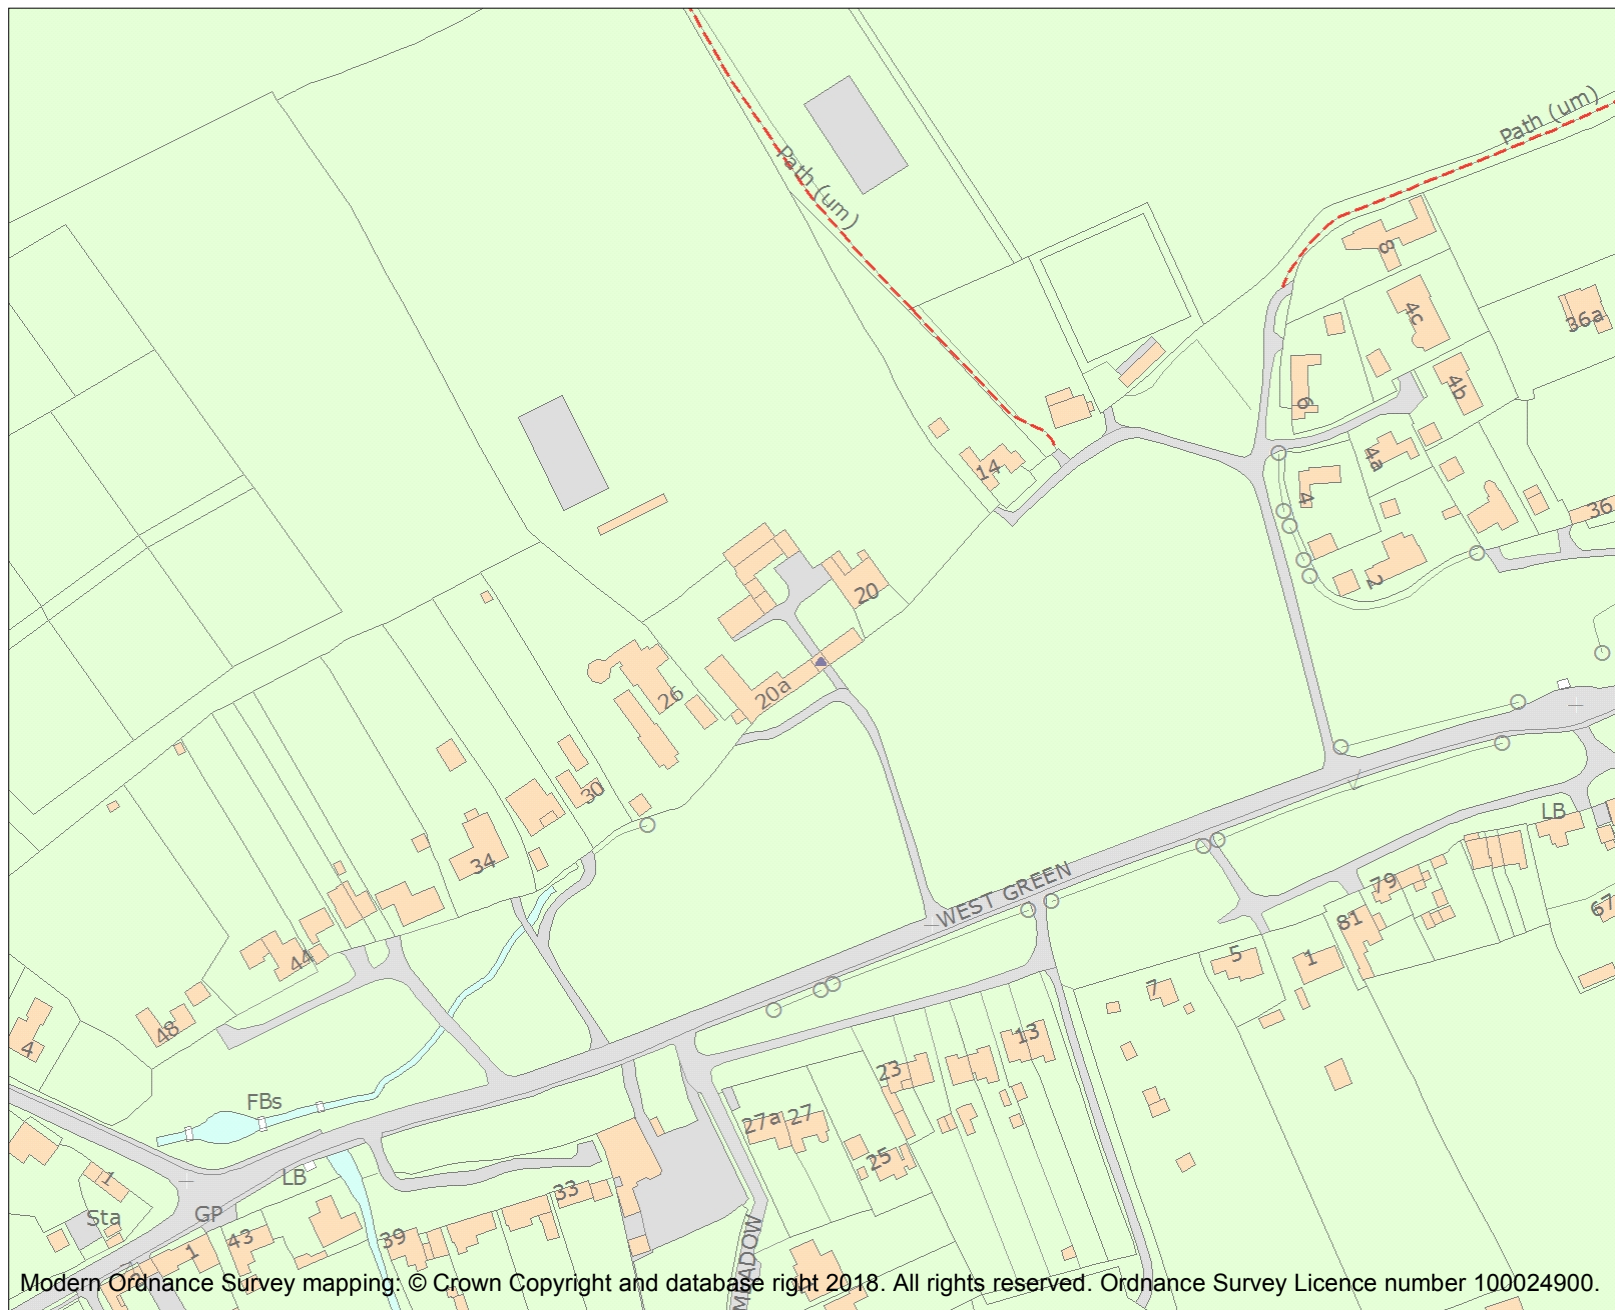 Path (um)
Path (um)
8
4c
36a
4b
6
4a
14
4
36
2
20
26
20a
30
LB
34
WEST GREEN
79
67
81
44
5
1
7
48
4
13
23
FBs
27a
27
25
1
LB
33
Sta
GP
43
39
1
MEADOW
Modern Ordnance Survey mapping: © Crown Copyright and database right 2018. All rights reserved. Ordnance Survey Licence number 100024900.